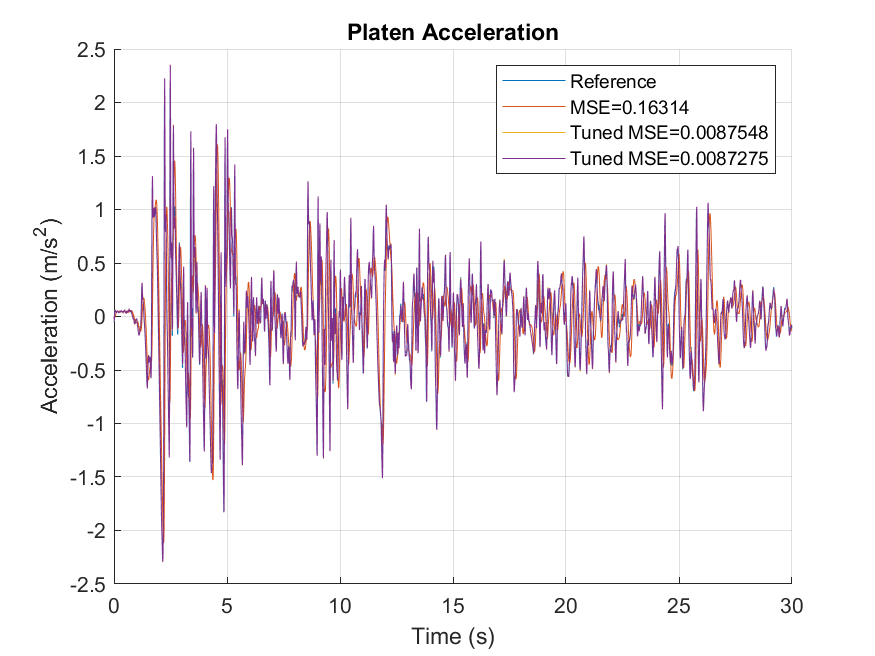 Platen Acceleration
2.5
2
1.5
1
0.5
0
-0.5
-1
-1.5
-2
-2.5
Acceleration (m/s²)
Reference
MSE=0.16314
Tuned MSE=0.0087548
Tuned MSE=0.0087275
0 5 10 15 20 25 30
Time (s)